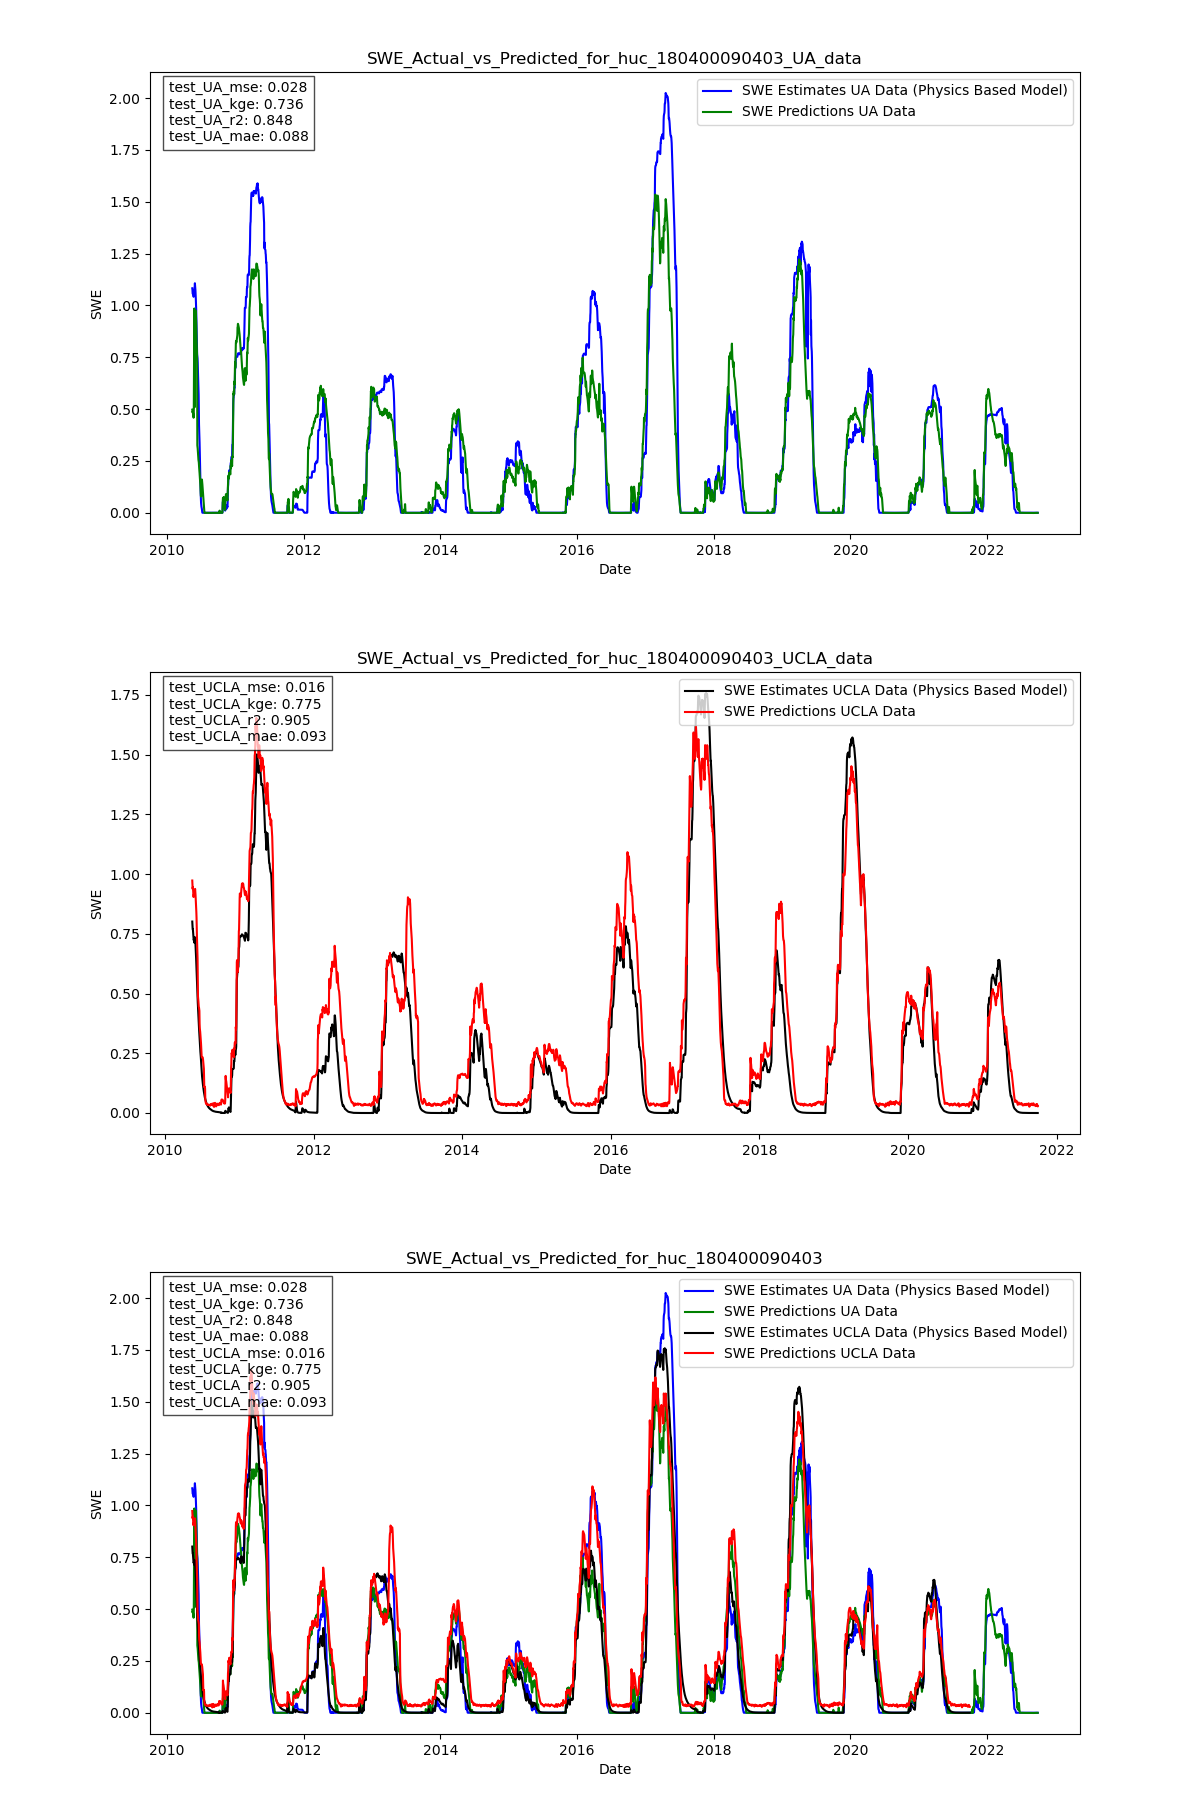 SWE_Actual_vs_Predicted_for_huc_180400090403_UA_data
test_UA_mse: 0.028
test_UA_kge: 0.736
test_UA_r2: 0.848
test_UA_mae: 0.088
SWE Estimates UA Data (Physics Based Model)
SWE Predictions UA Data
2.00
1.75
1.50
1.25
1.00
0.75
0.50
0.25
0.00
SWE
2010 2012 2014 2016 2018 2020 2022
Date
SWE_Actual_vs_Predicted_for_huc_180400090403_UCLA_data
test_UCLA_mse: 0.016
test_UCLA_kge: 0.775
test_UCLA_r2: 0.905
test_UCLA_mae: 0.093
SWE Estimates UCLA Data (Physics Based Model)
SWE Predictions UCLA Data
1.75
1.50
1.25
1.00
0.75
0.50
0.25
0.00
SWE
2010 2012 2014 2016 2018 2020 2022
Date
SWE_Actual_vs_Predicted_for_huc_180400090403
test_UA_mse: 0.028
test_UA_kge: 0.736
test_UA_r2: 0.848
test_UA_mae: 0.088
test_UCLA_mse: 0.016
test_UCLA_kge: 0.775
test_UCLA_r2: 0.905
test_UCLA_mae: 0.093
SWE Estimates UA Data (Physics Based Model)
SWE Predictions UA Data
SWE Estimates UCLA Data (Physics Based Model)
SWE Predictions UCLA Data
2.00
1.75
1.50
1.25
1.00
0.75
0.50
0.25
0.00
SWE
2010 2012 2014 2016 2018 2020 2022
Date